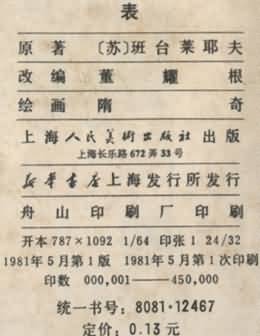 表
原著 〔苏〕班台莱耶夫
改编 董耀根
绘画 隋奇
上海人民美術出版社出版
上海长乐路672弄33号
新华书店上海发行所发行
舟山印刷厂印刷
开本787×1092 1/64 印张1 24/32
1981年5月第1版 1981年5月第1次印刷
印数 000,001——450,000
统一书号：8081·12467
定价：0.13元